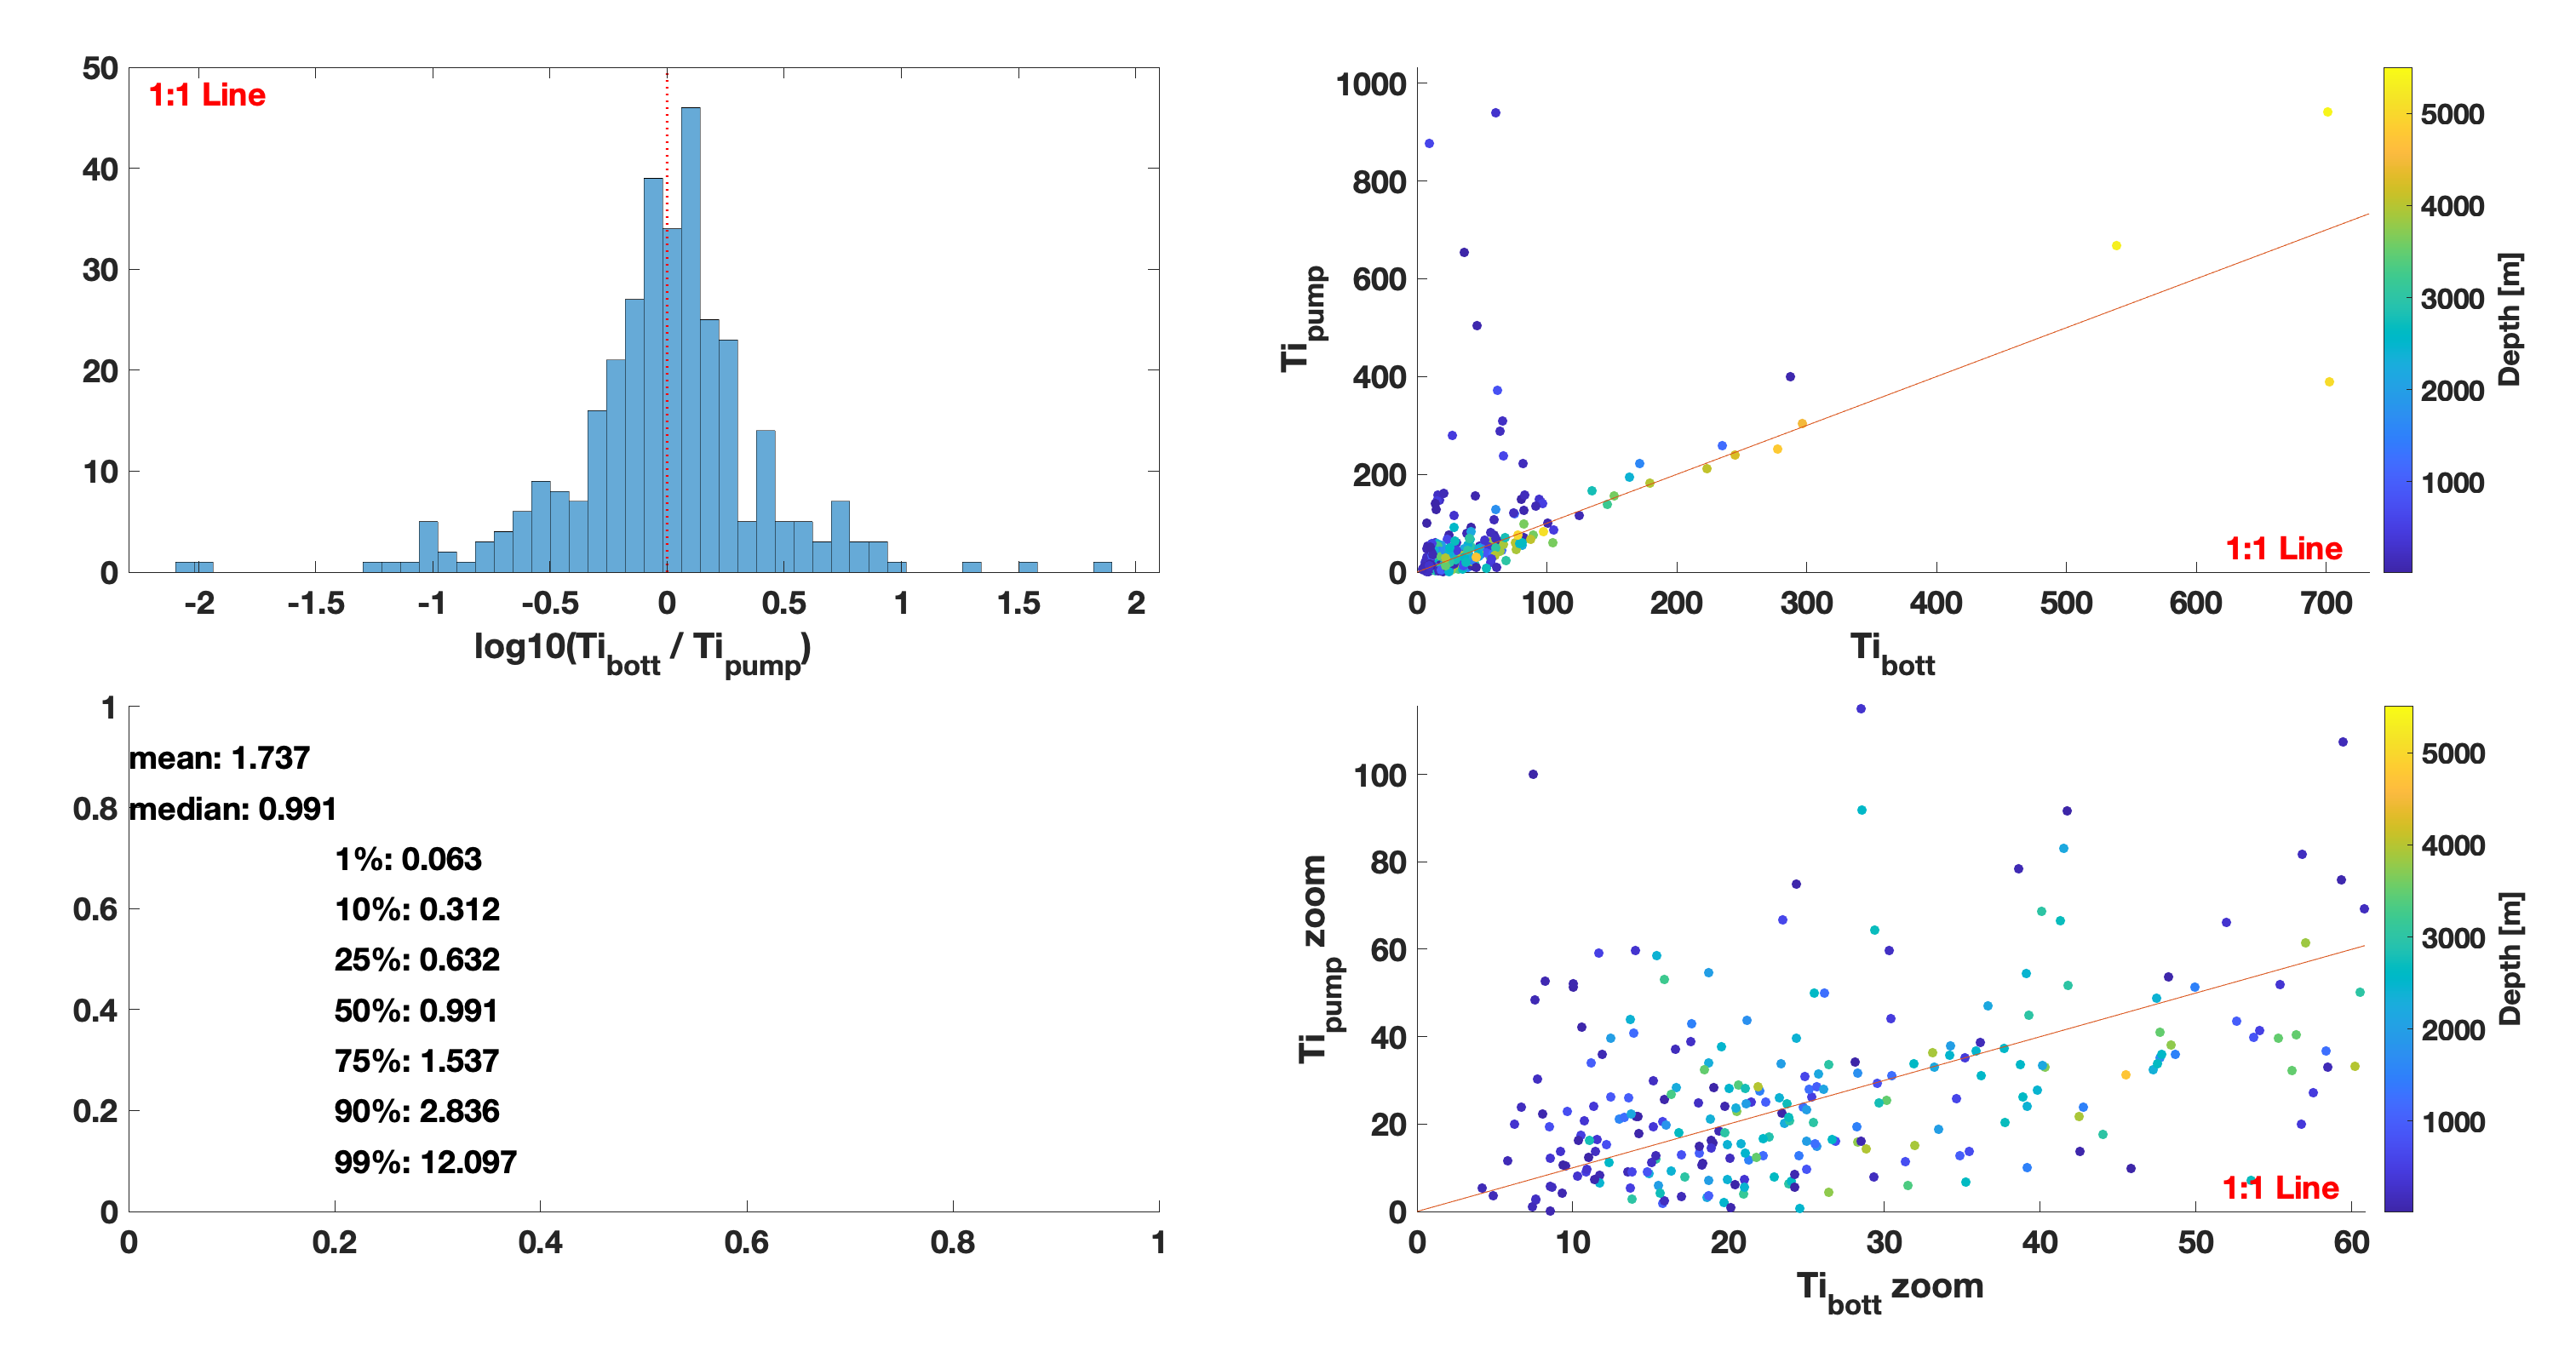 50
40
30
20
10
0
1:1 Line
-2 -1.5 -1 -0.5 0 0.5 1 1.5 2
log10(Ti_bott / Ti_pump)
1000
800
600
400
200
0
Ti_pump
0 100 200 300 400 500 600 700
Ti_bott
1:1 Line
5000
4000
3000
2000
1000
Depth [m]
1
0.8
0.6
0.4
0.2
0
mean: 1.737
median: 0.991
1%: 0.063
10%: 0.312
25%: 0.632
50%: 0.991
75%: 1.537
90%: 2.836
99%: 12.097
0 0.2 0.4 0.6 0.8 1
100
80
60
40
20
0
Ti_pump zoom
1:1 Line
0 10 20 30 40 50 60
Ti_bott zoom
5000
4000
3000
2000
1000
Depth [m]